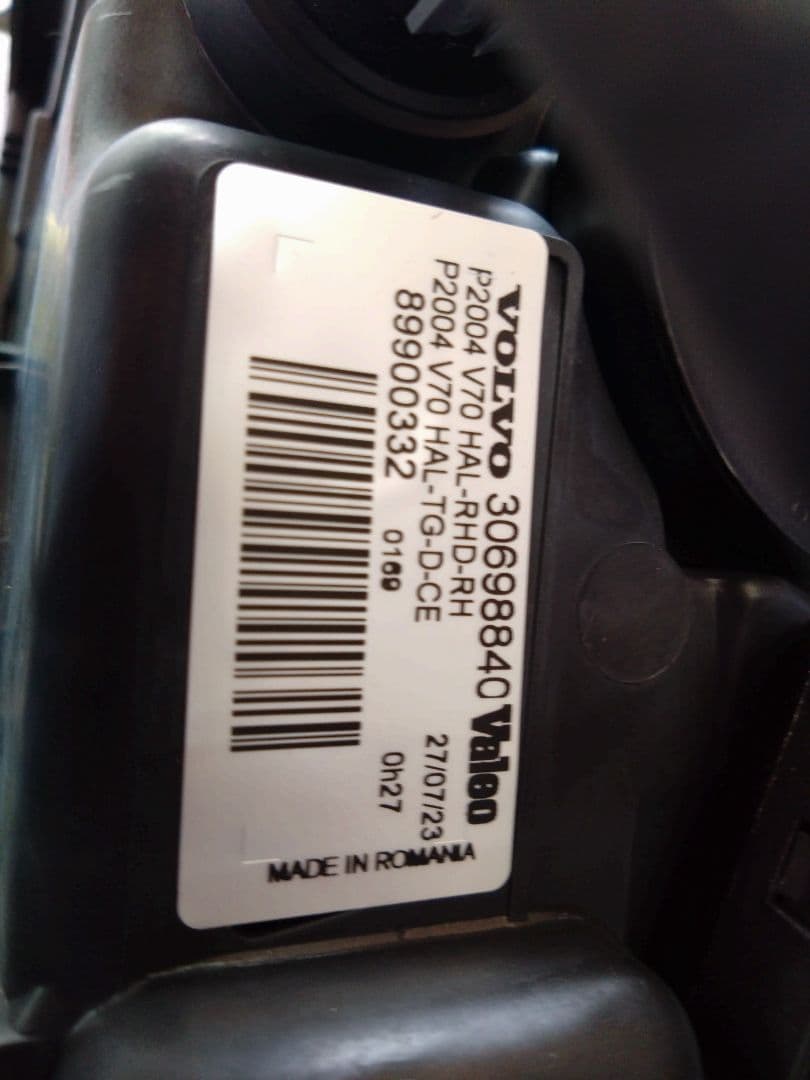 VOLVO 30698840 Valeo
P2004 V70 HAL-RHD-RH
P2004 V70 HAL-TG-D-CE 27/07/23
89900332 0169 0h27
MADE IN ROMANIA